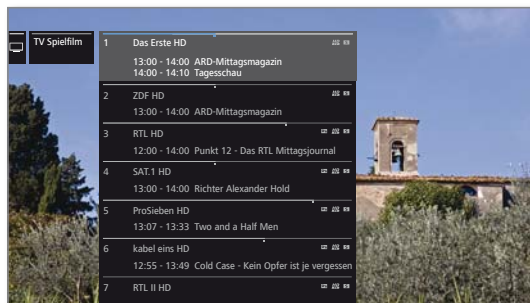 TV Spielfilm
1 Das Erste HD
13:00 - 14:00 ARD-Mittagsmagazin
14:00 - 14:10 Tagesschau
2 ZDF HD
13:00 - 14:00 ARD-Mittagsmagazin
3 RTL HD
12:00 - 14:00 Punkt 12 - Das RTL Mittagsjournal
4 SAT.1 HD
13:00 - 14:00 Richter Alexander Hold
5 ProSieben HD
13:07 - 13:33 Two and a Half Men
6 kabel eins HD
12:55 - 13:49 Cold Case - Kein Opfer ist je vergessen
7 RTL II HD